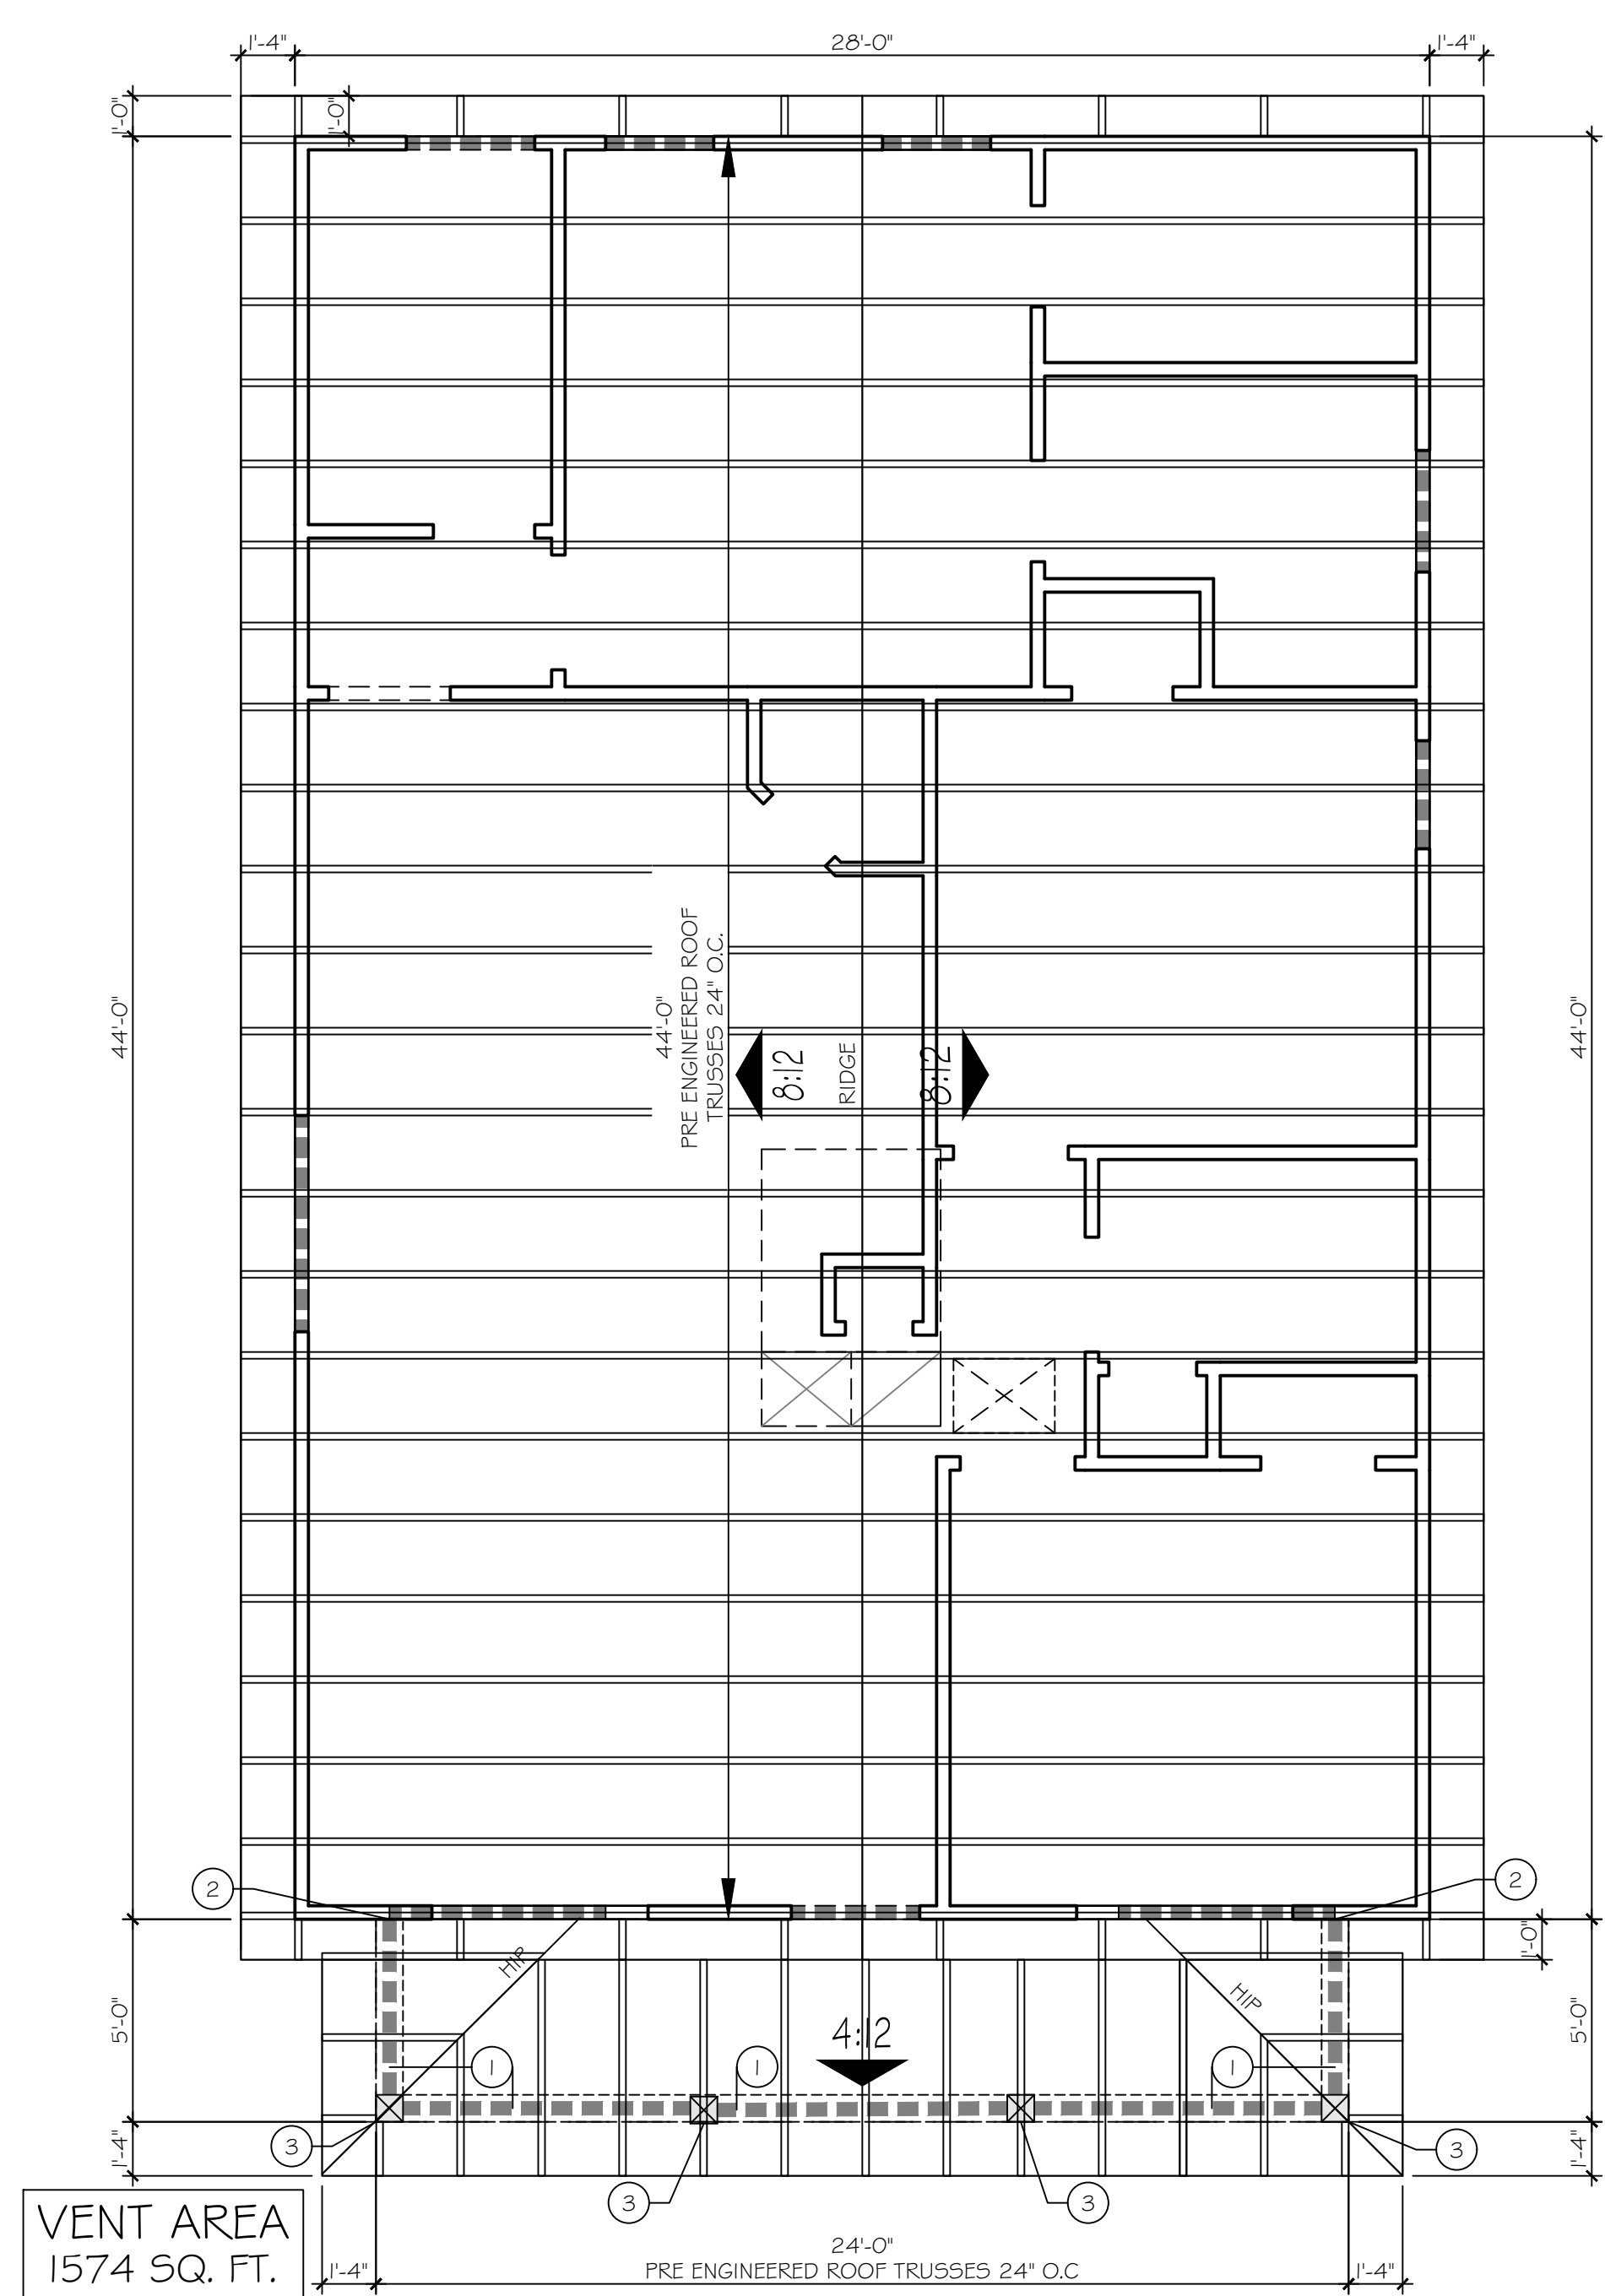 1'-4" 28'-0" 1'-4"
1'-0" 1'-0"
44'-0"
44'-0"
PRE ENGINEERED ROOF
TRUSSES 24" O.C.
8:12
RIDGE
8:12
44'-0"
2
2
HIP
HIP
1'-0"
5'-0"
4:12
5'-0"
1
1
1
1'-4"
3
3
1'-4"
3
3
VENT AREA
1574 SQ. FT.
1'-4"
24'-0"
PRE ENGINEERED ROOF TRUSSES 24" O.C
1'-4"